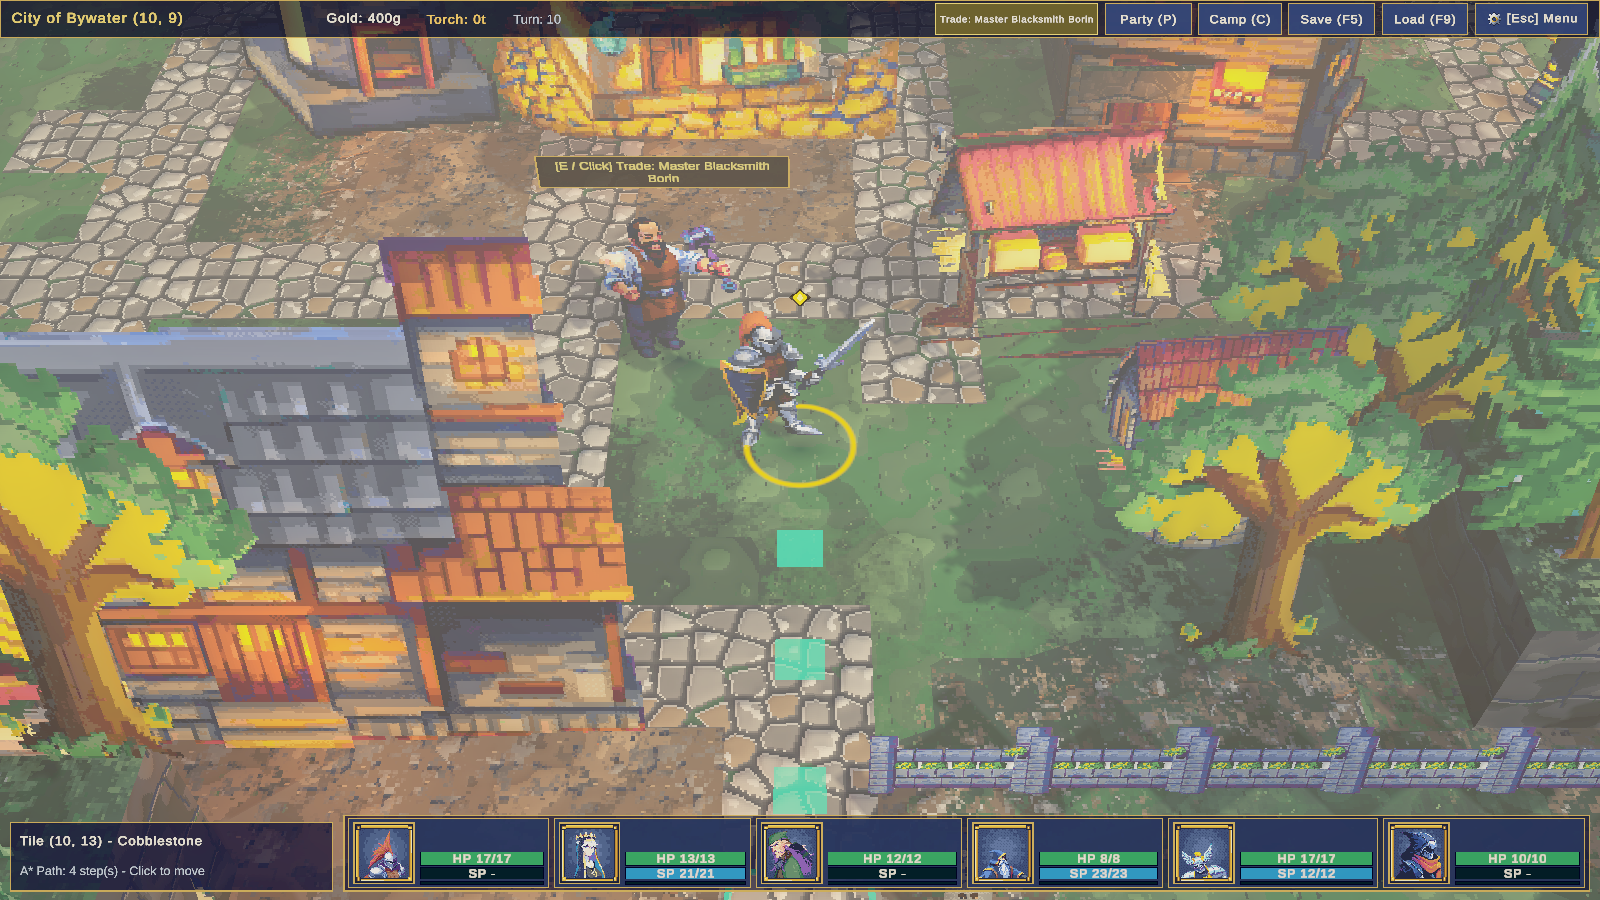 City of Bywater (10, 9)
Gold: 400g
Torch: 0t
Turn: 10
Trade: Master Blacksmith Borin
Party (P)
Camp (C)
Save (F5)
Load (F9)
[Esc] Menu
[E / Click] Trade: Master Blacksmith
Borin
Tile (10, 13) - Cobblestone
A* Path: 4 step(s) - Click to move
HP 17/17
SP -
HP 13/13
SP 21/21
HP 12/12
SP -
HP 8/8
SP 23/23
HP 17/17
SP 12/12
HP 10/10
SP -